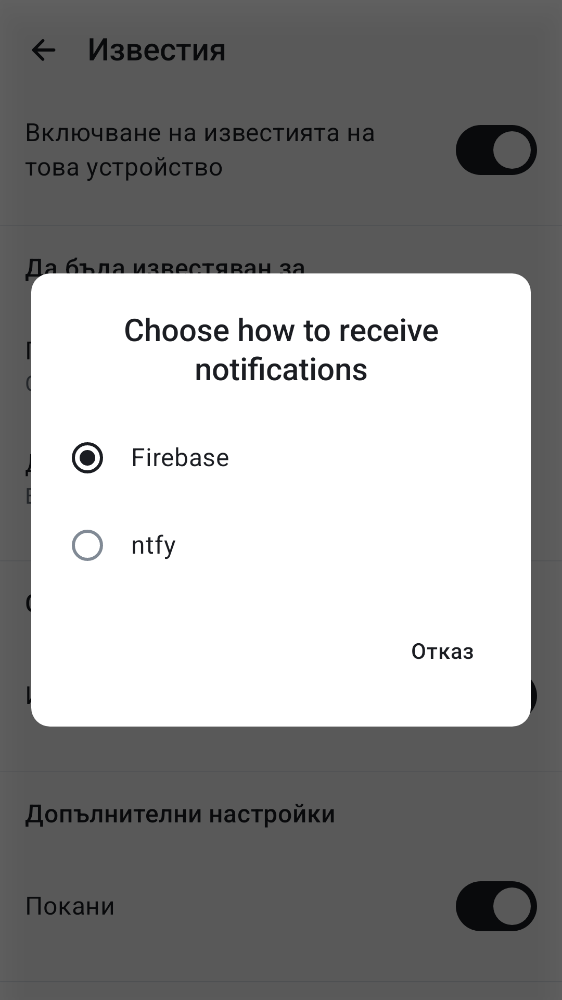 Известия
Включване на известията на
това устройство
Да бъда известяван за
Choose how to receive
notifications
Firebase
ntfy
Отказ
Допълнителни настройки
Покани